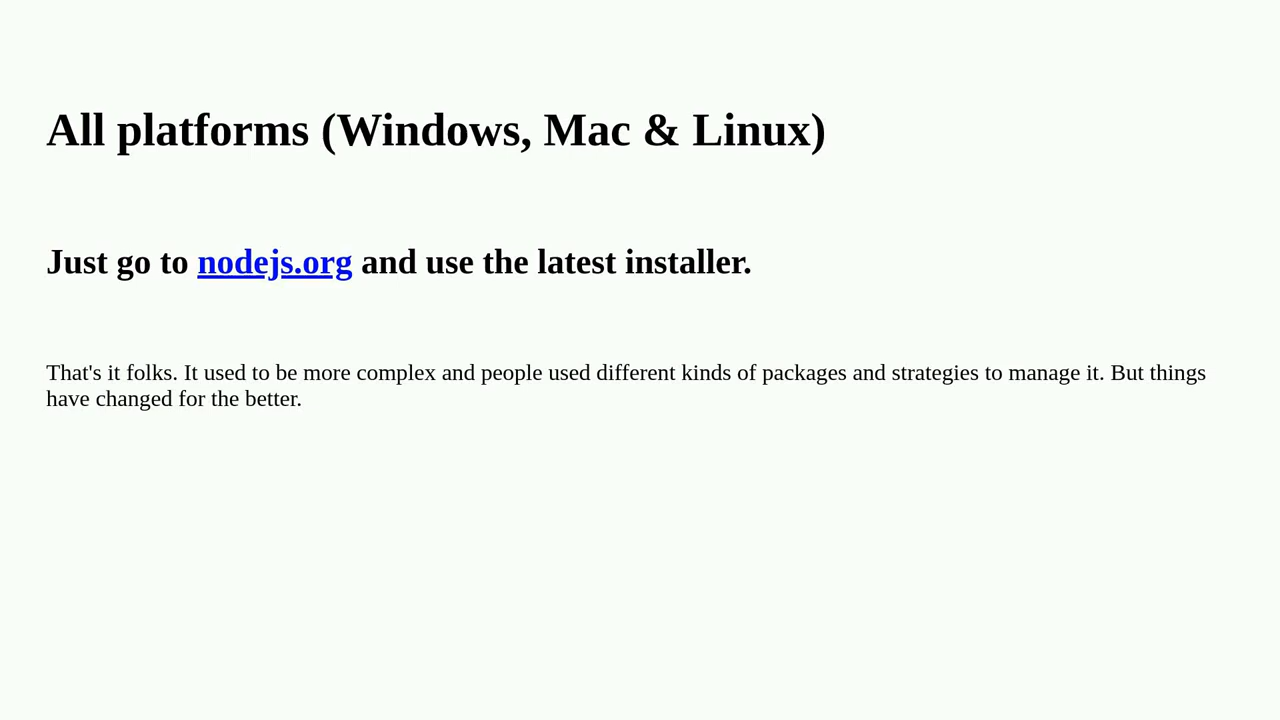 All platforms (Windows, Mac & Linux)
Just go to nodejs.org and use the latest installer.
That's it folks. It used to be more complex and people used different kinds of packages and strategies to manage it. But things
have changed for the better.